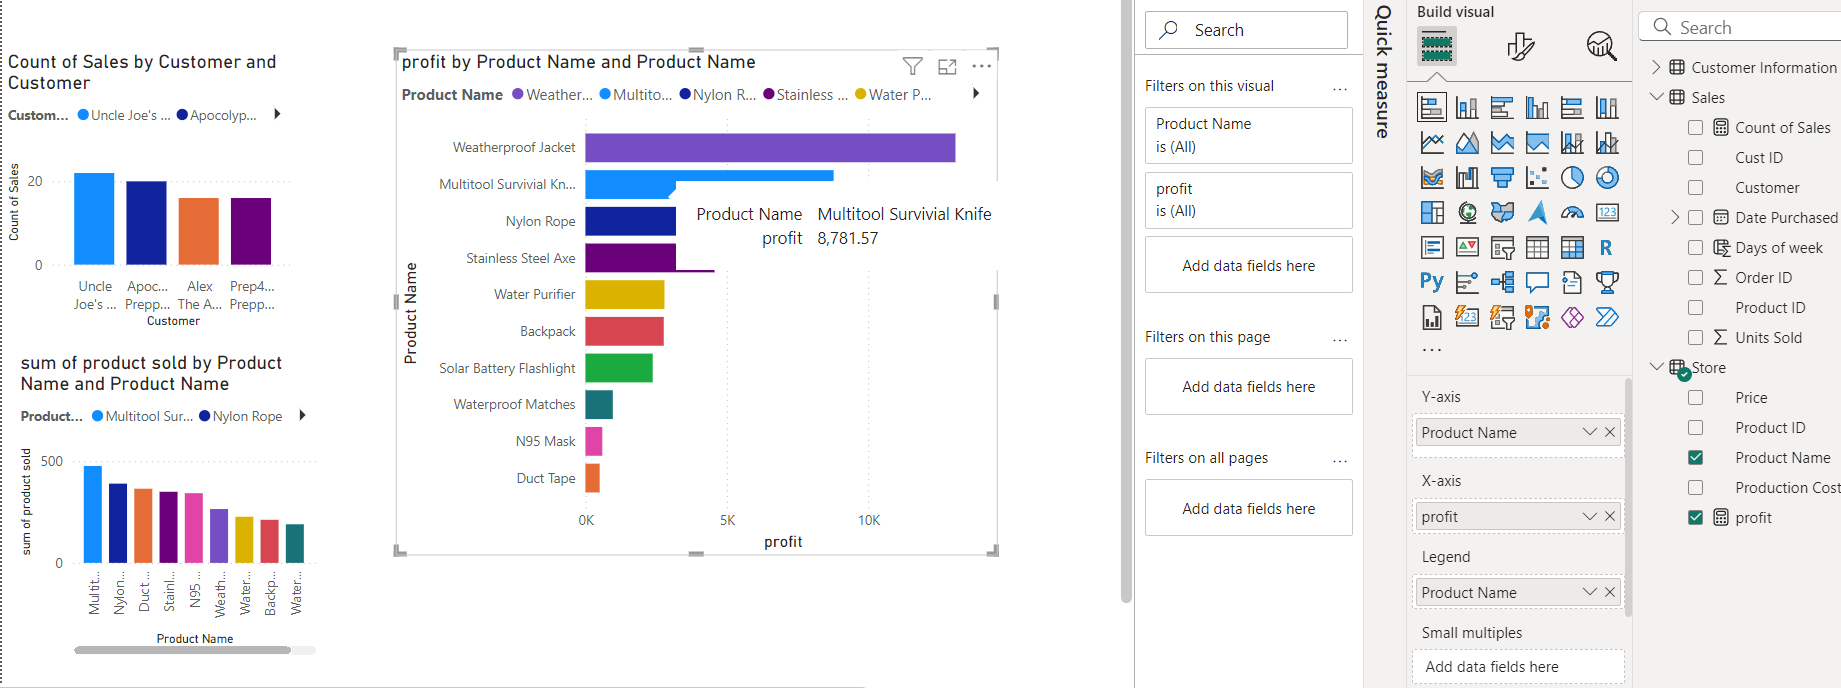 Count of Sales by Customer and
Customer
Custom... Uncle Joe's ... Apocolyp...
Count of Sales
20
0
Uncle Joe's ...
Apoc... Prepp...
Alex The A...
Prep4... Prepp...
Customer
sum of product sold by Product
Name and Product Name
Product... Multitool Sur... Nylon Rope
sum of product sold
500
0
Multit...
Nylon...
Duct ...
Stainl...
N95 ...
Weath...
Water...
Backp...
Water...
Product Name
profit by Product Name and Product Name
Product Name Weather... Multito... Nylon R... Stainless ... Water P...
Product Name
Weatherproof Jacket
Multitool Survivial Kn...
Nylon Rope
Stainless Steel Axe
Water Purifier
Backpack
Solar Battery Flashlight
Waterproof Matches
N95 Mask
Duct Tape
0K 5K 10K
profit
Product Name Multitool Survivial Knife
profit 8,781.57
Search
Filters on this visual ...
Product Name
is (All)
profit
is (All)
Add data fields here
Filters on this page ...
Add data fields here
Filters on all pages ...
Add data fields here
Quick measure
Build visual
123
R
Py
123
...
Y-axis
Product Name
X-axis
profit
Legend
Product Name
Small multiples
Add data fields here
Search
Customer Information
Sales
Count of Sales
Cust ID
Customer
Date Purchased
Days of week
Order ID
Product ID
Units Sold
Store
Price
Product ID
Product Name
Production Cost
profit